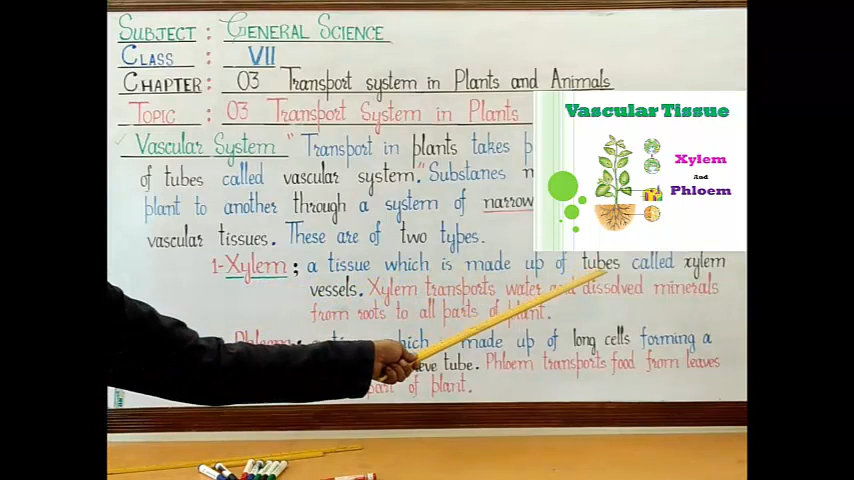 SUBJECT : GENERAL SCIENCE
CLASS : VII
CHAPTER : 03 Transport system in Plants and Animals
TOPIC : 03 Transport System in Plants
Vascular System " Transport in plants takes p
of tubes called vascular system." Substanes
plant to another through a system of narrow
vascular tissues. These are of two types.
1-Xylem ; a tissue which is made up of tubes called xylem
vessels. Xylem transports water and dissolved minerals
from roots to all parts of plant.
Phloem : made up of long cells forming a
tube. Phloem transports food from leaves
part of plant.
Vascular Tissue
Xylem
And
Phloem